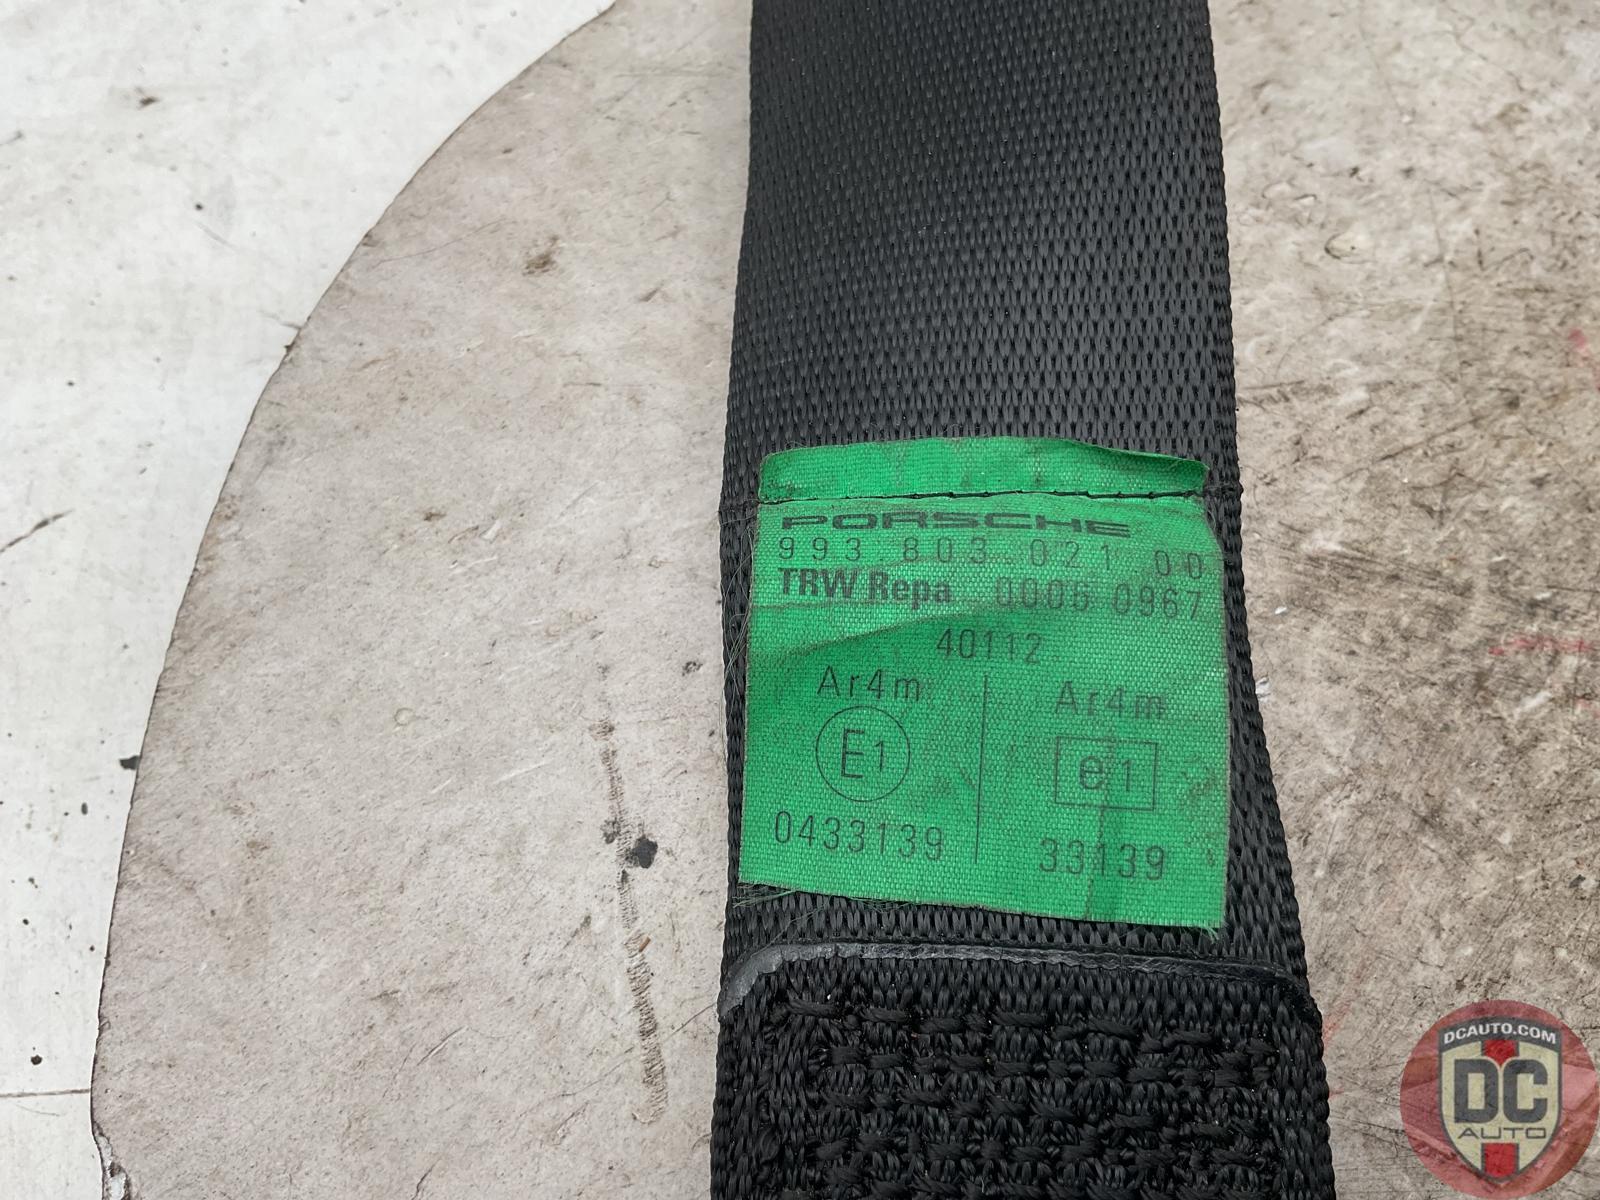 PORSCHE
993 803 021 00
TRW Repa 0006 0967
40112
Ar4m Ar4m
E1 e1
0433139 33139
DCAUTO.COM
DC
AUTO